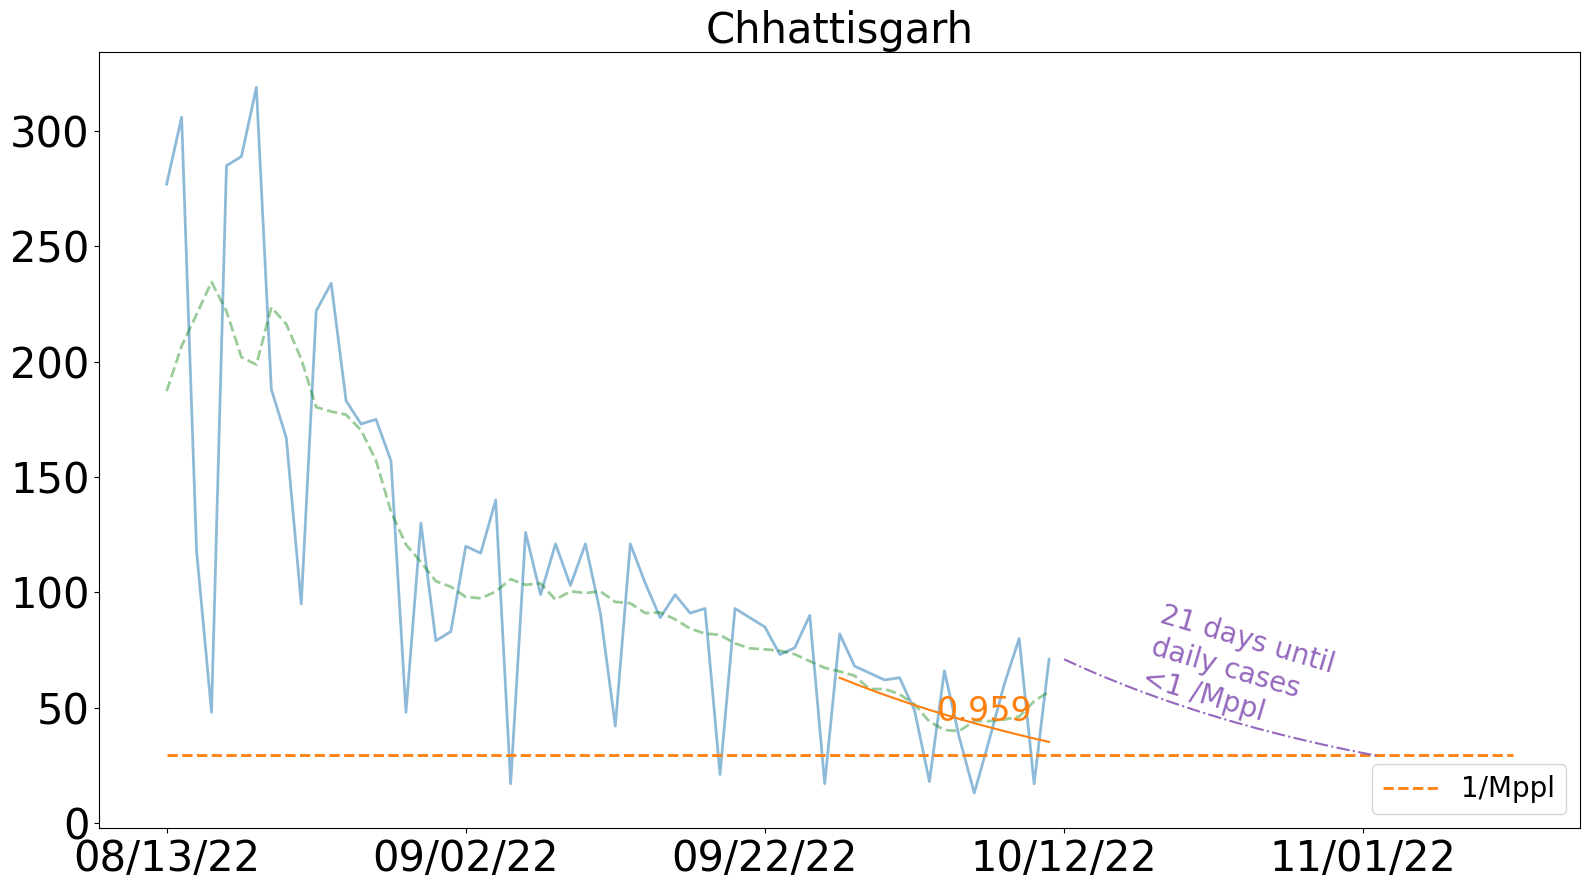 Chhattisgarh
300
250
200
150
100
50
0
0.959
21 days until
daily cases
<1 /Mppl
1/Mppl
08/13/22
09/02/22
09/22/22
10/12/22
11/01/22